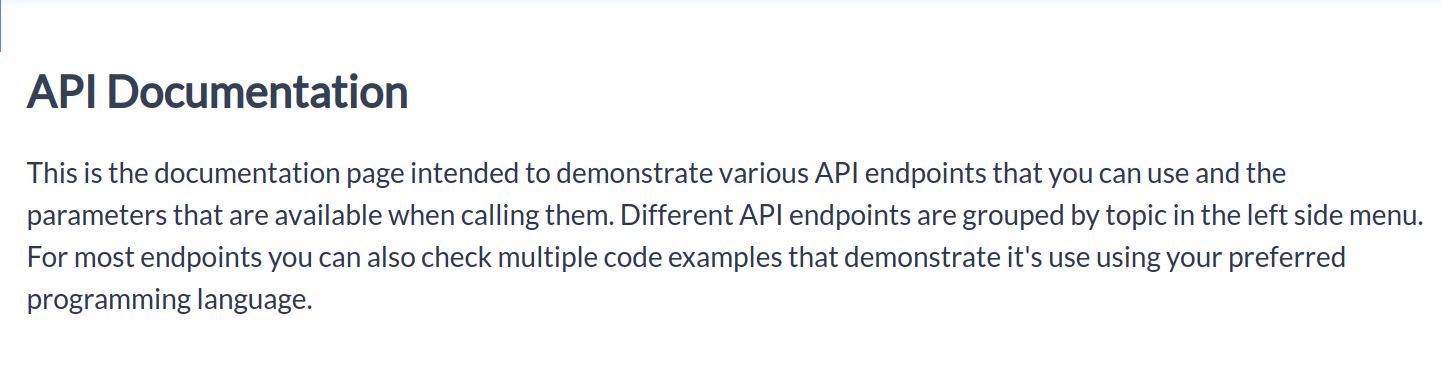 API Documentation
This is the documentation page intended to demonstrate various API endpoints that you can use and the
parameters that are available when calling them. Different API endpoints are grouped by topic in the left side menu.
For most endpoints you can also check multiple code examples that demonstrate it's use using your preferred
programming language.